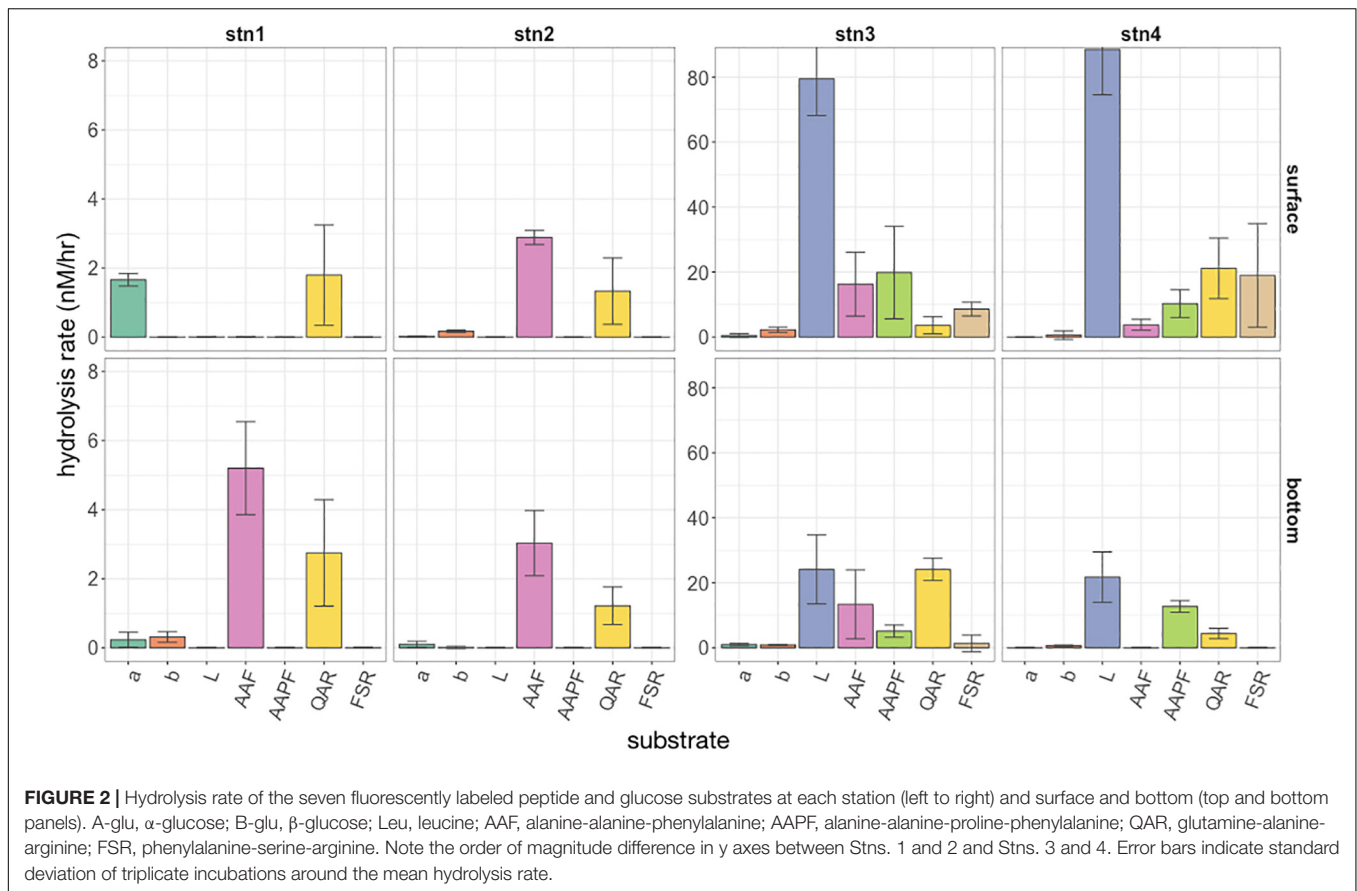 stn1 stn2 stn3 stn4
8
6
4
2
0
80
60
40
20
0
surface
hydrolysis rate (nM/hr)
8
6
4
2
0
80
60
40
20
0
bottom
a b L AAF AAPF QAR FSR a b L AAF AAPF QAR FSR a b L AAF AAPF QAR FSR a b L AAF AAPF QAR FSR
substrate
FIGURE 2 | Hydrolysis rate of the seven fluorescently labeled peptide and glucose substrates at each station (left to right) and surface and bottom (top and bottom
panels). A-glu, α-glucose; B-glu, β-glucose; Leu, leucine; AAF, alanine-alanine-phenylalanine; AAPF, alanine-alanine-proline-phenylalanine; QAR, glutamine-alanine-
arginine; FSR, phenylalanine-serine-arginine. Note the order of magnitude difference in y axes between Stns. 1 and 2 and Stns. 3 and 4. Error bars indicate standard
deviation of triplicate incubations around the mean hydrolysis rate.